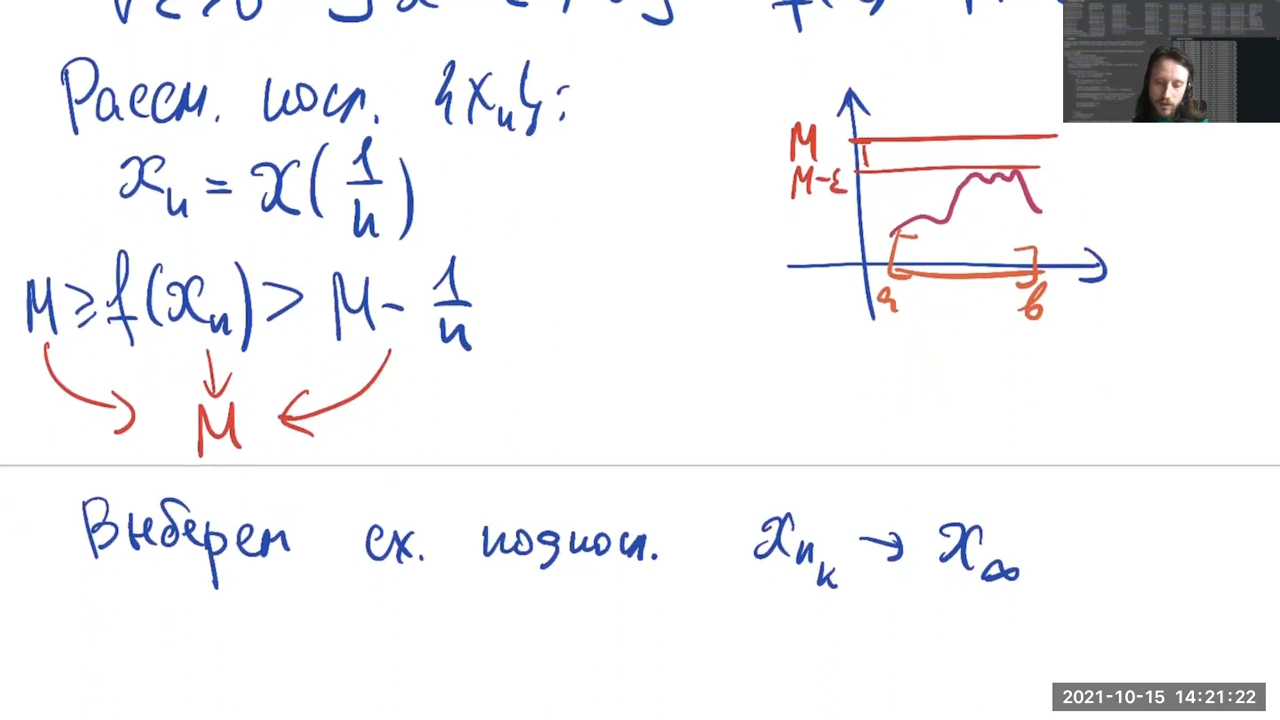 Рассм. посл. {xₙ}:
xₙ = x(1/n)
M ≥ f(xₙ) > M - 1/n
M
M
M-ε
a b
Выберем сх. подпосл. xₙₖ → x∞
2021-10-15 14:21:22